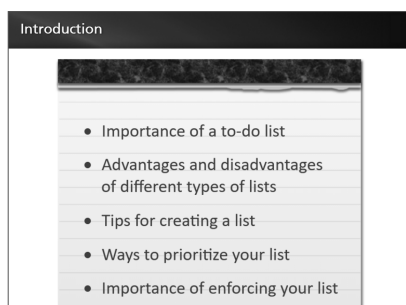 Introduction
• Importance of a to-do list
• Advantages and disadvantages
of different types of lists
• Tips for creating a list
• Ways to prioritize your list
• Importance of enforcing your list